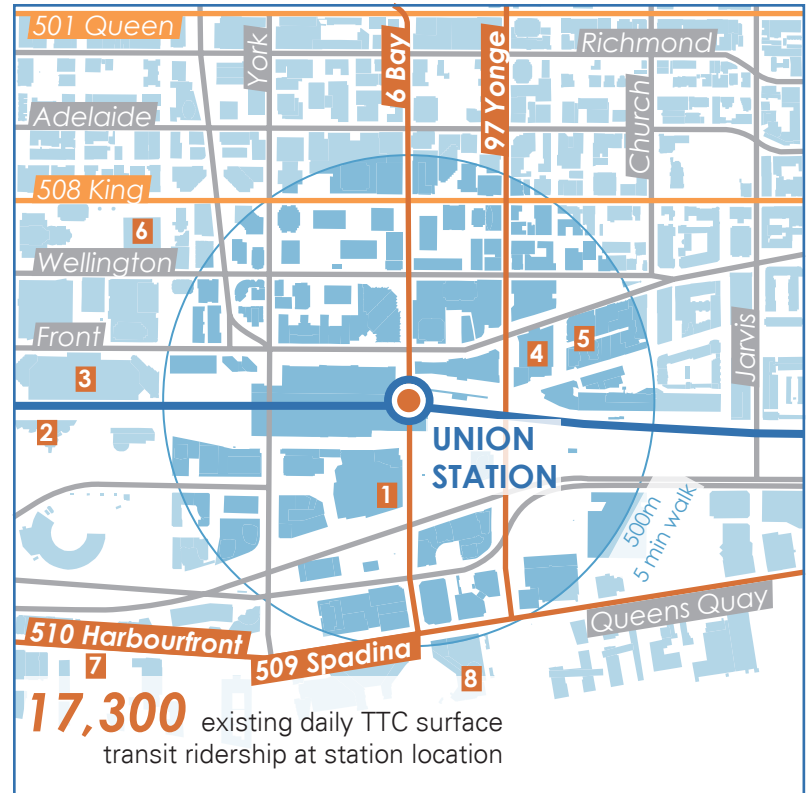 501 Queen
York
6 Bay
97 Yonge
Richmond
Church
Adelaide
508 King
6
Wellington
Front
3
4
5
Jarvis
2
UNION
STATION
1
500m
5 min walk
510 Harbourfront
509 Spadina
Queens Quay
7
8
17,300 existing daily TTC surface
transit ridership at station location